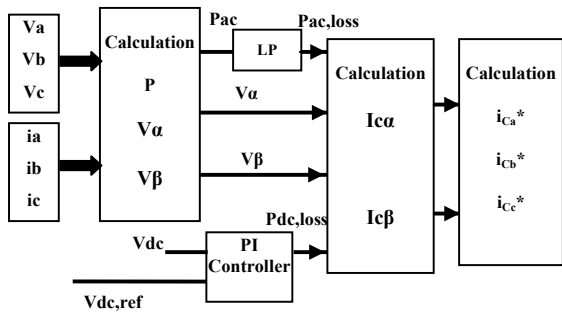 Va
Vb
Vc
ia
ib
ic
Calculation
P
Vα
Vβ
Pac
LP
Pac,loss
Vα
Vβ
Pdc,loss
Vdc
Vdc,ref
PI
Controller
Calculation
Icα
Icβ
Calculation
iCa*
iCb*
iCc*